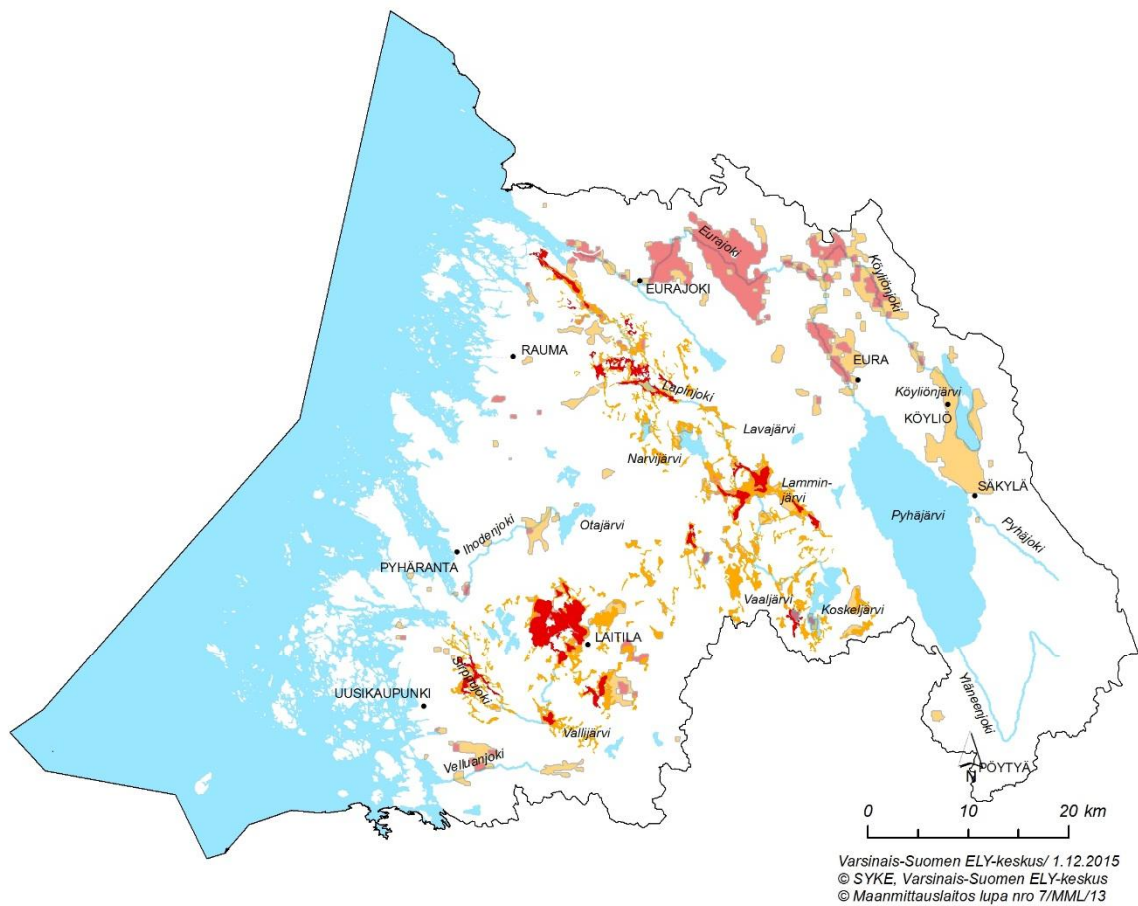 Eurajoki
EURAJOKI
Köyliönjoki
RAUMA
EURA
Lapinjoki
Köyliönjärvi
KÖYLIÖ
Lavajärvi
Narvijärvi
Lammin-
järvi
SÄKYLÄ
Pyhäjärvi
Otajärvi
Ihodenjoki
Pyhäjoki
PYHÄRANTA
Vaaljärvi
Koskeljärvi
LAITILA
Sirppujoki
UUSIKAUPUNKI
Yläneenjoki
Vallijärvi
Velluanjoki
PÖYTYÄ
N
0 10 20 km
Varsinais-Suomen ELY-keskus/ 1.12.2015
© SYKE, Varsinais-Suomen ELY-keskus
© Maanmittauslaitos lupa nro 7/MML/13